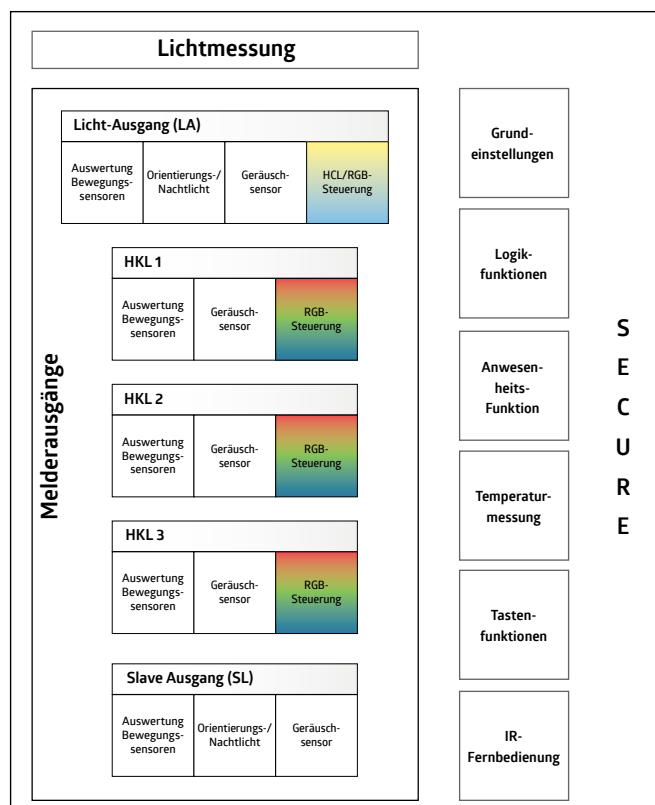 Lichtmessung
Melderausgänge
Licht-Ausgang (LA)
Auswertung
Bewegungs-
sensoren
Orientierungs-/
Nachtlicht
Geräusch-
sensor
HCL/RGB-
Steuerung
HKL 1
Auswertung
Bewegungs-
sensoren
Geräusch-
sensor
RGB-
Steuerung
HKL 2
Auswertung
Bewegungs-
sensoren
Geräusch-
sensor
RGB-
Steuerung
HKL 3
Auswertung
Bewegungs-
sensoren
Geräusch-
sensor
RGB-
Steuerung
Slave Ausgang (SL)
Auswertung
Bewegungs-
sensoren
Orientierungs-/
Nachtlicht
Geräusch-
sensor
Grund-
einstellungen
Logik-
funktionen
Anwesen-
heits-
Funktion
Temperatur-
messung
Tasten-
funktionen
IR-
Fernbedienung
S
E
C
U
R
E